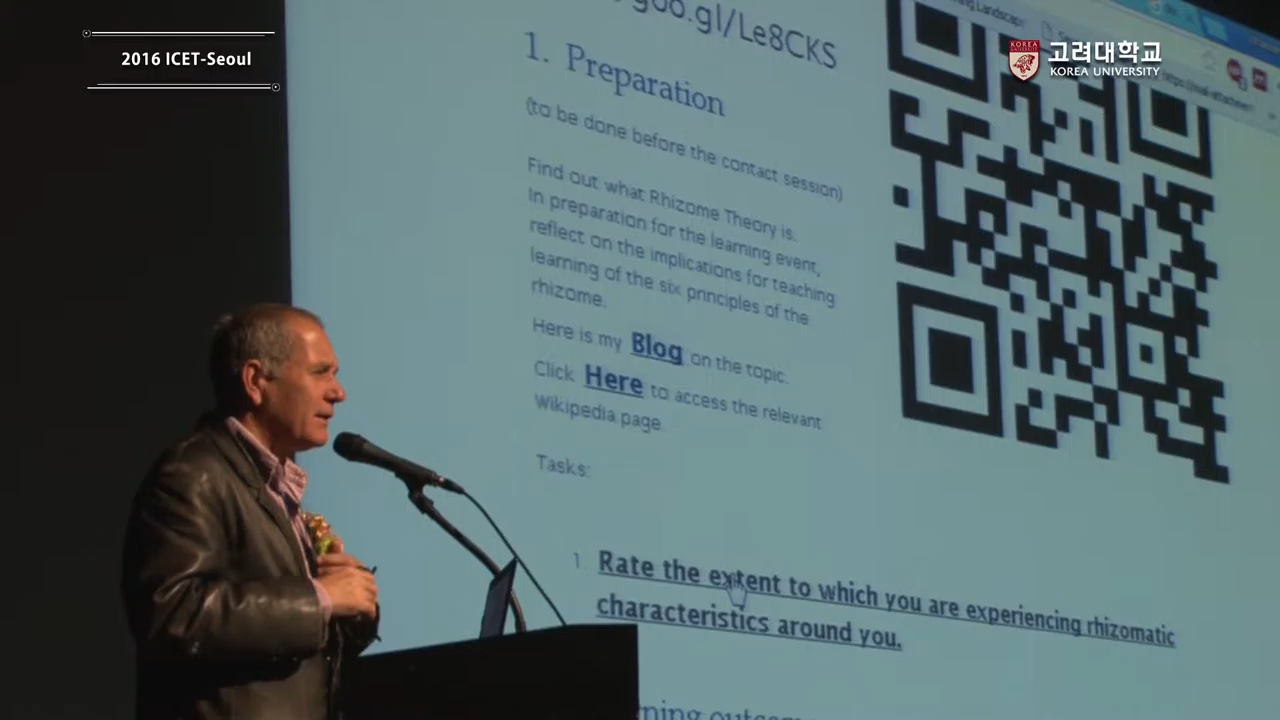 2016 ICET-Seoul
고려대학교
KOREA UNIVERSITY
goo.gl/Le8CKS
1. Preparation
(to be done before the contact session)
Find out what Rhizome Theory is.
In preparation for the learning event,
reflect on the implications for teaching
learning of the six principles of the
rhizome.
Here is my Blog on the topic.
Click Here to access the relevant
Wikipedia page.
Tasks:
1. Rate the extent to which you are experiencing rhizomatic
characteristics around you.